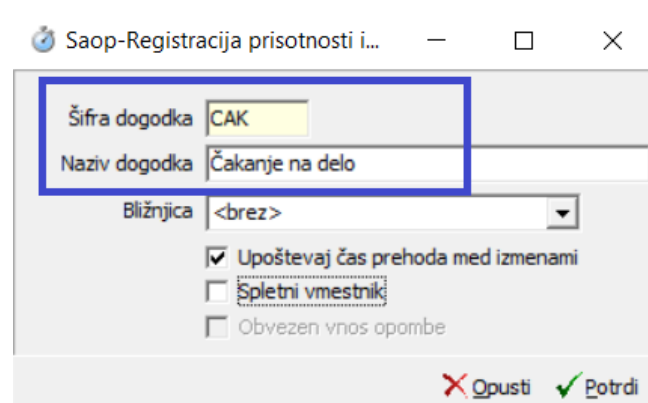 Saop-Registracija prisotnosti i...
Šifra dogodka CAK
Naziv dogodka Čakanje na delo
Bližnjica <brez>
Upoštevaj čas prehoda med izmenami
Spletni vmestnik
Obvezen vnos opombe
Opusti Potrdi